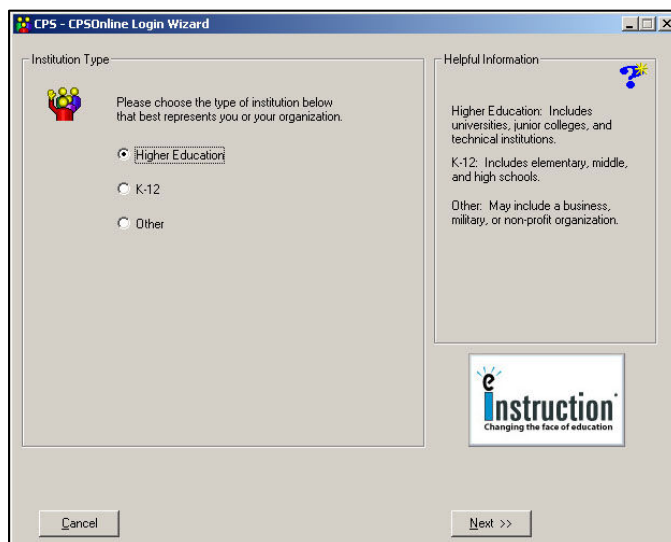 CPS - CPSOnline Login Wizard
Institution Type
Please choose the type of institution below
that best represents you or your organization.
Higher Education
K-12
Other
Helpful Information
Higher Education: Includes
universities, junior colleges, and
technical institutions.
K-12: Includes elementary, middle,
and high schools.
Other: May include a business,
military, or non-profit organization.
eInstruction
Changing the face of education
Cancel
Next >>